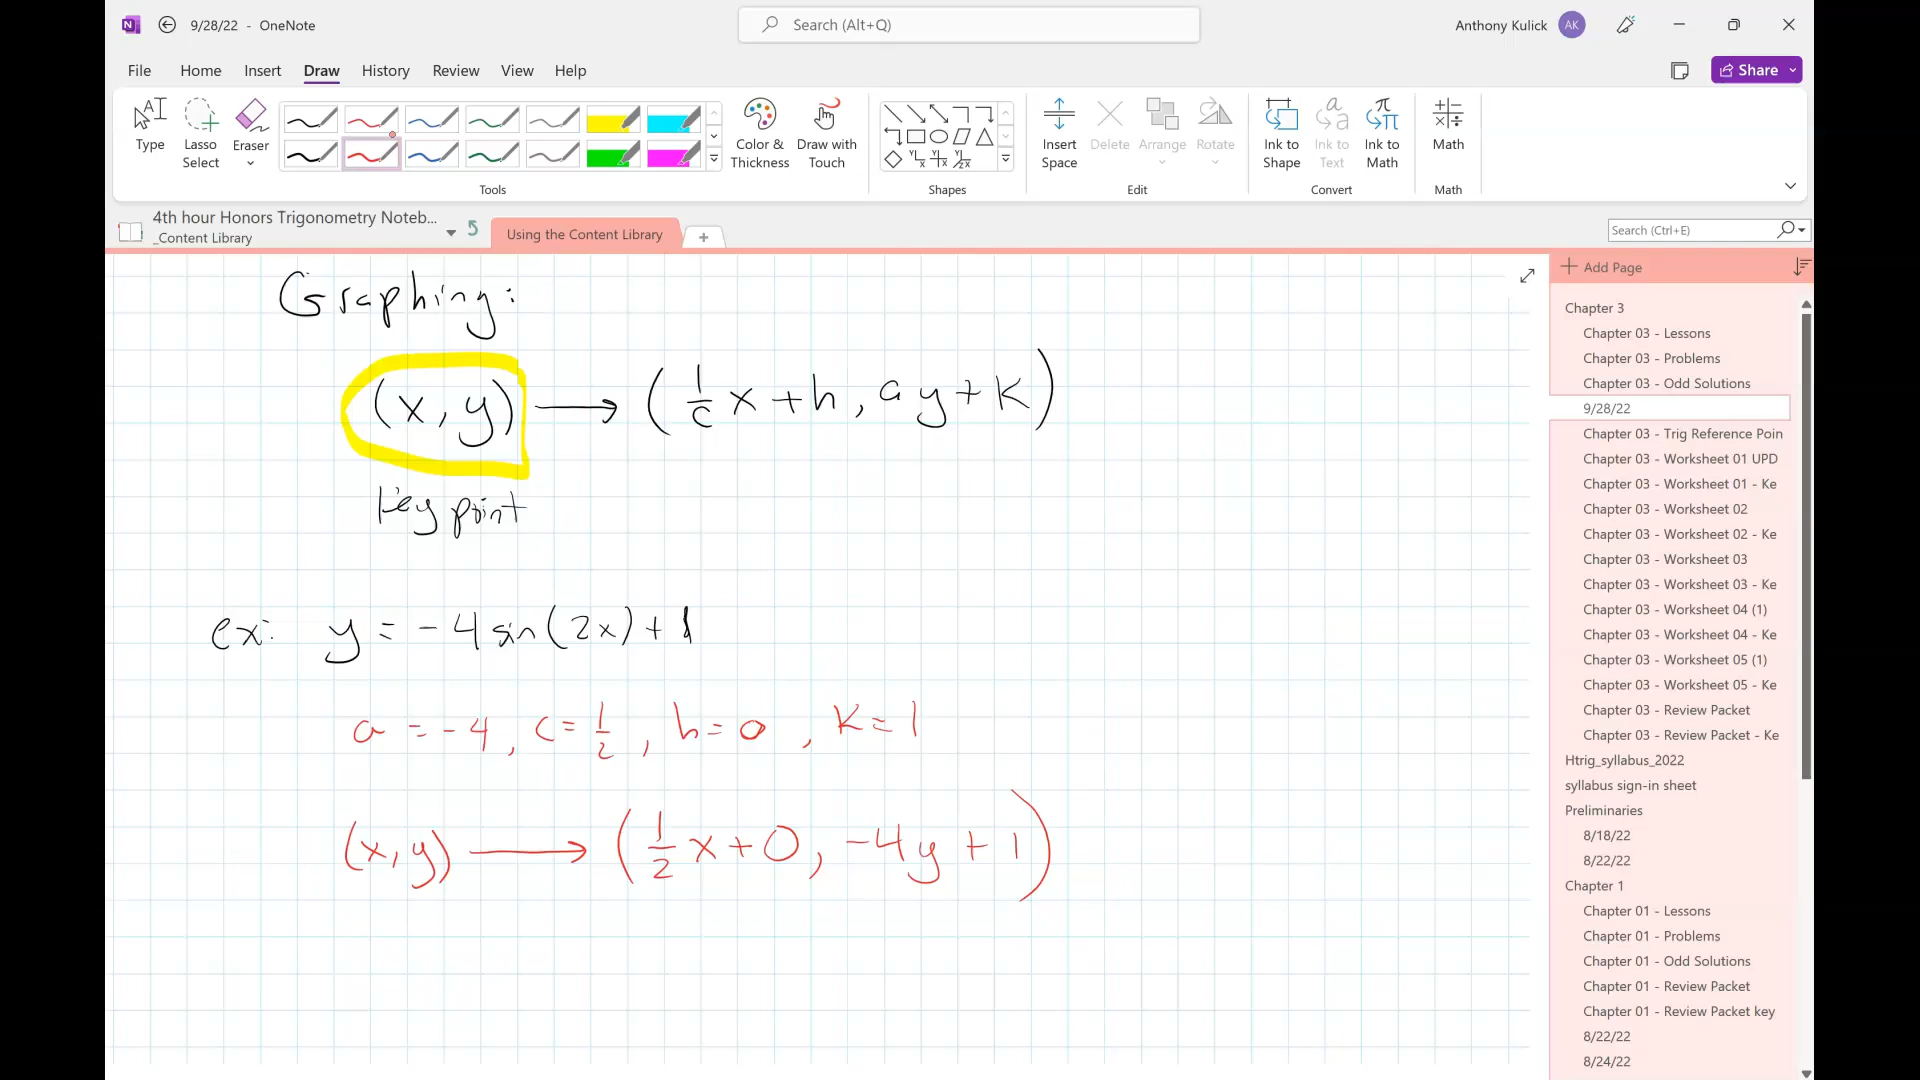 9/28/22 - OneNote
Search (Alt+Q)
Anthony Kulick AK
File Home Insert Draw History Review View Help
Share
Type
Lasso Select
Eraser
Color & Thickness
Draw with Touch
Insert Space
Delete
Arrange
Rotate
Ink to Shape
Ink to Text
Ink to Math
Math
Tools Shapes Edit Convert Math
4th hour Honors Trigonometry Noteb...
_Content Library
Using the Content Library
Search (Ctrl+E)
Graphing:
(x, y) → (1/c x + h, ay + k)
key point
ex: y = -4 sin(2x) + 1
a = -4, c = 1/2, h = 0, k = 1
(x, y) → (1/2 x + 0, -4y + 1)
Add Page
Chapter 3
Chapter 03 - Lessons
Chapter 03 - Problems
Chapter 03 - Odd Solutions
9/28/22
Chapter 03 - Trig Reference Poin
Chapter 03 - Worksheet 01 UPD
Chapter 03 - Worksheet 01 - Ke
Chapter 03 - Worksheet 02
Chapter 03 - Worksheet 02 - Ke
Chapter 03 - Worksheet 03
Chapter 03 - Worksheet 03 - Ke
Chapter 03 - Worksheet 04 (1)
Chapter 03 - Worksheet 04 - Ke
Chapter 03 - Worksheet 05 (1)
Chapter 03 - Worksheet 05 - Ke
Chapter 03 - Review Packet
Chapter 03 - Review Packet - Ke
Htrig_syllabus_2022
syllabus sign-in sheet
Preliminaries
8/18/22
8/22/22
Chapter 1
Chapter 01 - Lessons
Chapter 01 - Problems
Chapter 01 - Odd Solutions
Chapter 01 - Review Packet
Chapter 01 - Review Packet key
8/22/22
8/24/22